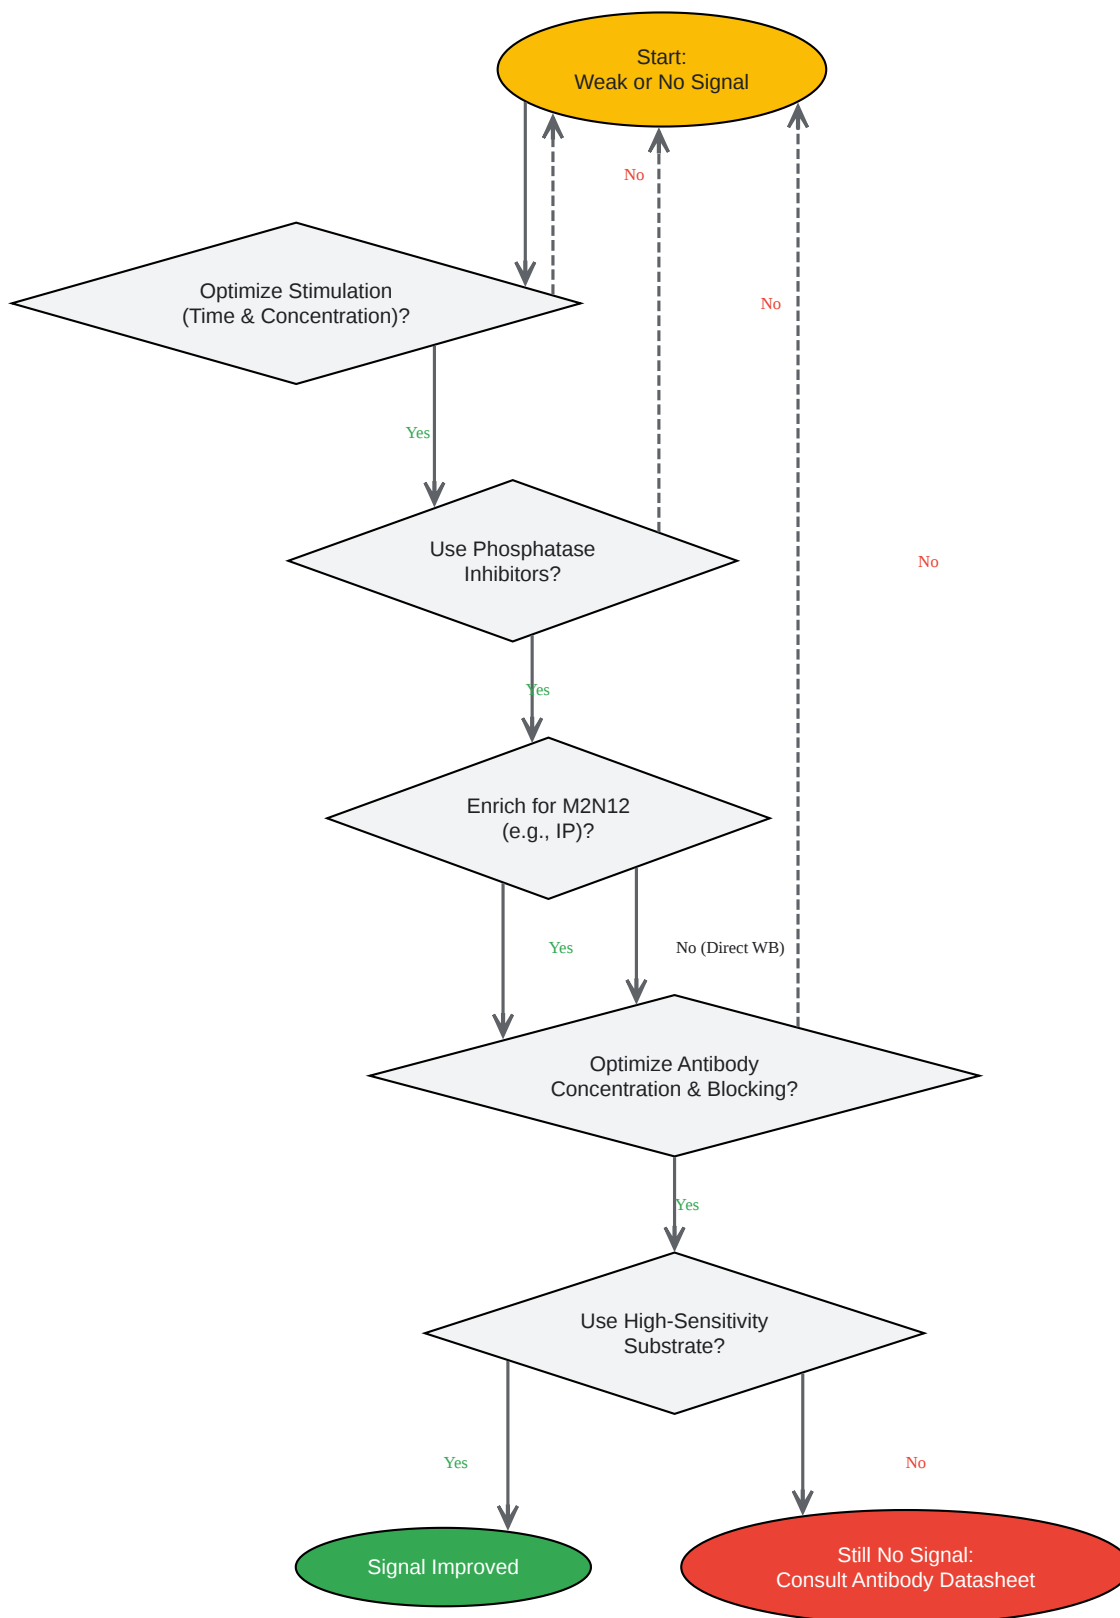 Start:
Weak or No Signal
No
Optimize Stimulation
(Time & Concentration)?
No
Yes
Use Phosphatase
Inhibitors?
No
Yes
Enrich for M2N12
(e.g., IP)?
Yes
No (Direct WB)
Optimize Antibody
Concentration & Blocking?
Yes
Use High-Sensitivity
Substrate?
Yes
No
Signal Improved
Still No Signal:
Consult Antibody Datasheet